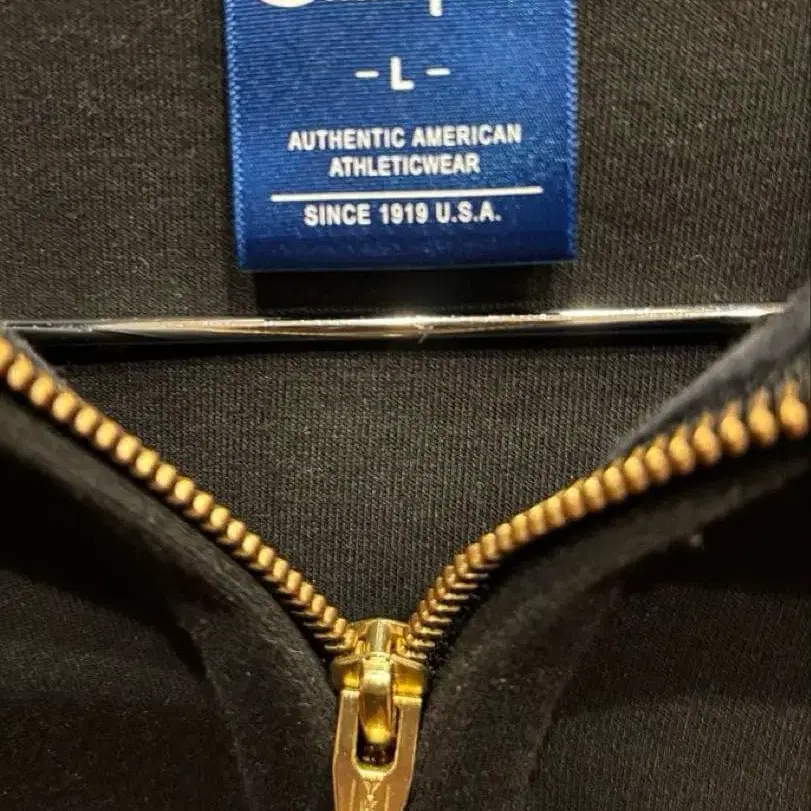 - L -
AUTHENTIC AMERICAN
ATHLETICWEAR
SINCE 1919 U.S.A.